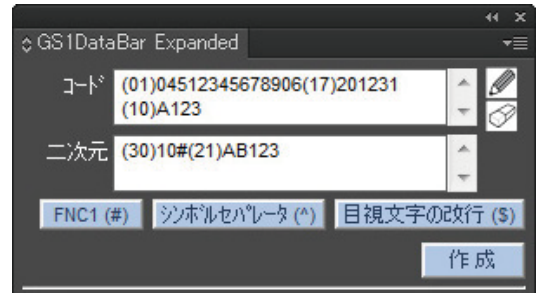 GS1DataBar Expanded
コード (01)04512345678906(17)201231
(10)A123
二次元 (30)10#(21)AB123
FNC1 (#) シンボルセパレータ (^) 目視文字の改行 ($)
作成